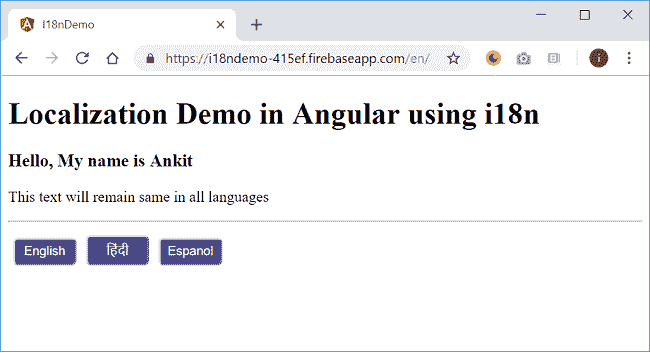 i18nDemo
https://i18ndemo-415ef.firebaseapp.com/en/
Localization Demo in Angular using i18n
Hello, My name is Ankit
This text will remain same in all languages
English हिंदी Espanol